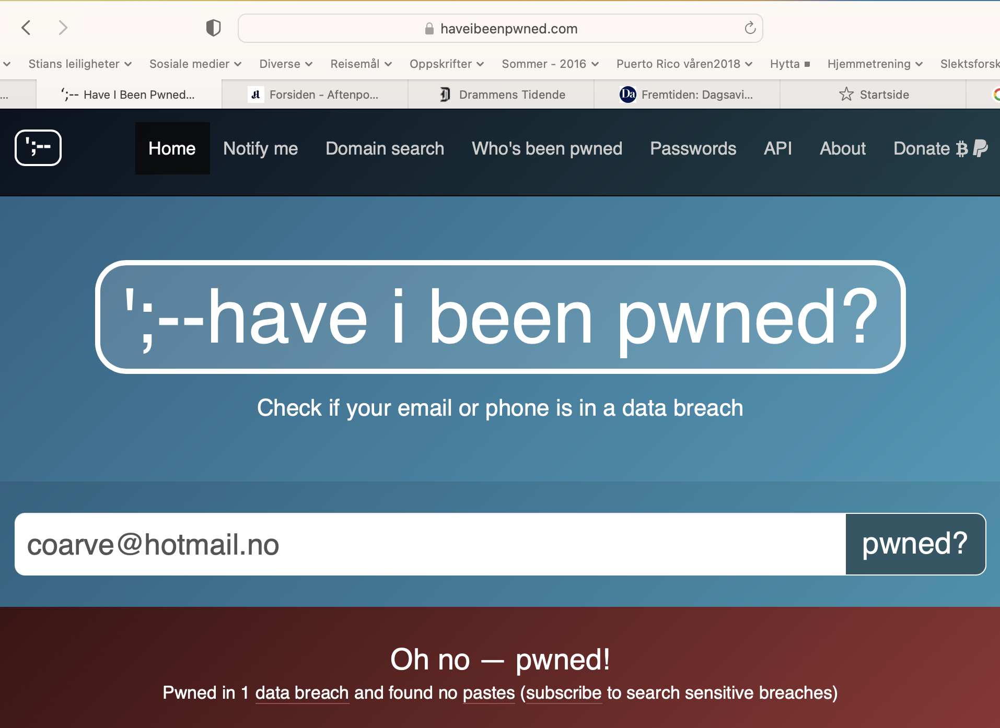 haveibeenpwned.com
Stians leiligheter Sosiale medier Diverse Reisemål Oppskrifter Sommer - 2016 Puerto Rico våren2018 Hytta Hjemmetrening Slektsforsk
... ';-- Have I Been Pwned... Forsiden - Aftenpo... Drammens Tidende Da Fremtiden: Dagsavi... Startside
';-- Home Notify me Domain search Who's been pwned Passwords API About Donate
';--have i been pwned?
Check if your email or phone is in a data breach
coarve@hotmail.no pwned?
Oh no — pwned!
Pwned in 1 data breach and found no pastes (subscribe to search sensitive breaches)